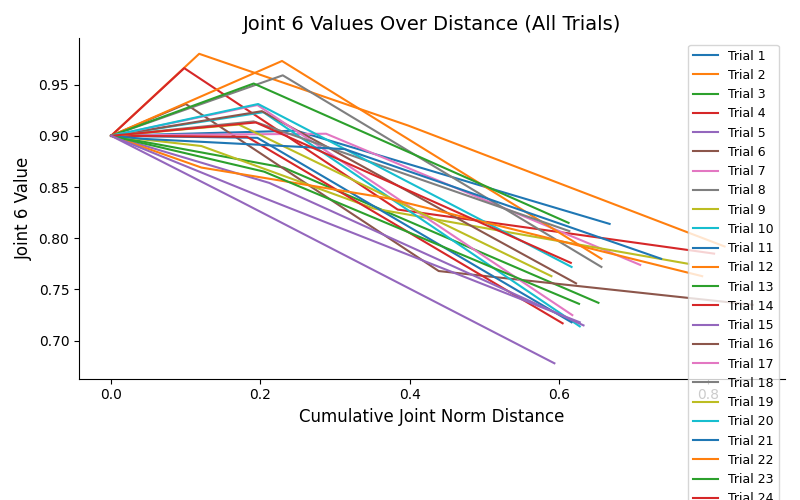 Joint 6 Values Over Distance (All Trials)
Joint 6 Value
0.95
0.90
0.85
0.80
0.75
0.70
0.0
0.2
0.4
0.6
0.8
Cumulative Joint Norm Distance
Trial 1
Trial 2
Trial 3
Trial 4
Trial 5
Trial 6
Trial 7
Trial 8
Trial 9
Trial 10
Trial 11
Trial 12
Trial 13
Trial 14
Trial 15
Trial 16
Trial 17
Trial 18
Trial 19
Trial 20
Trial 21
Trial 22
Trial 23
Trial 24